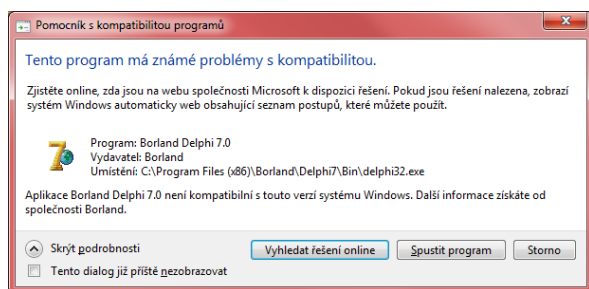 Pomocník s kompatibilitou programů
Tento program má známé problémy s kompatibilitou.
Zjistěte online, zda jsou na webu společnosti Microsoft k dispozici řešení. Pokud jsou řešení nalezena, zobrazí
systém Windows automaticky web obsahující seznam postupů, které můžete použít.
Program: Borland Delphi 7.0
Vydavatel: Borland
Umístění: C:\Program Files (x86)\Borland\Delphi7\Bin\delphi32.exe
Aplikace Borland Delphi 7.0 není kompatibilní s touto verzí systému Windows. Další informace získáte od
společnosti Borland.
Skrýt podrobnosti
Vyhledat řešení online
Spustit program
Storno
Tento dialog již příště nezobrazovat